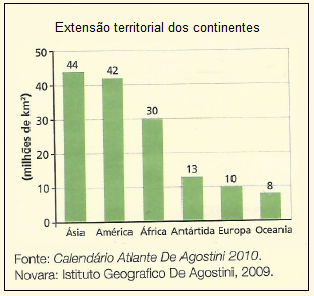 Extensão territorial dos continentes
(milhões de km²)
50
40
30
20
10
0
44
42
30
13
10
8
Ásia América África Antártida Europa Oceania
Fonte: Calendário Atlante De Agostini 2010.
Novara: Istituto Geografico De Agostini, 2009.